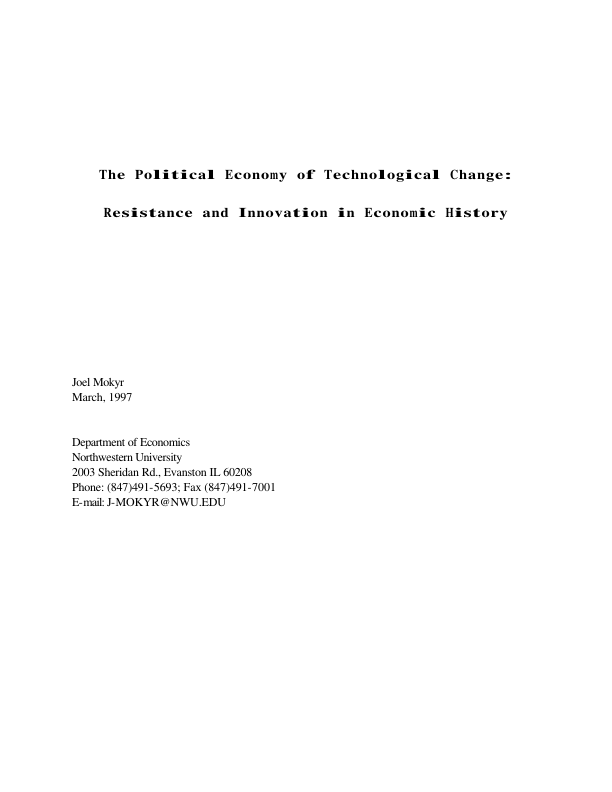 The Political Economy of Technological Change:
Resistance and Innovation in Economic History
Joel Mokyr
March, 1997
Department of Economics
Northwestern University
2003 Sheridan Rd., Evanston IL 60208
Phone: (847)491-5693; Fax (847)491-7001
E-mail: J-MOKYR@NWU.EDU